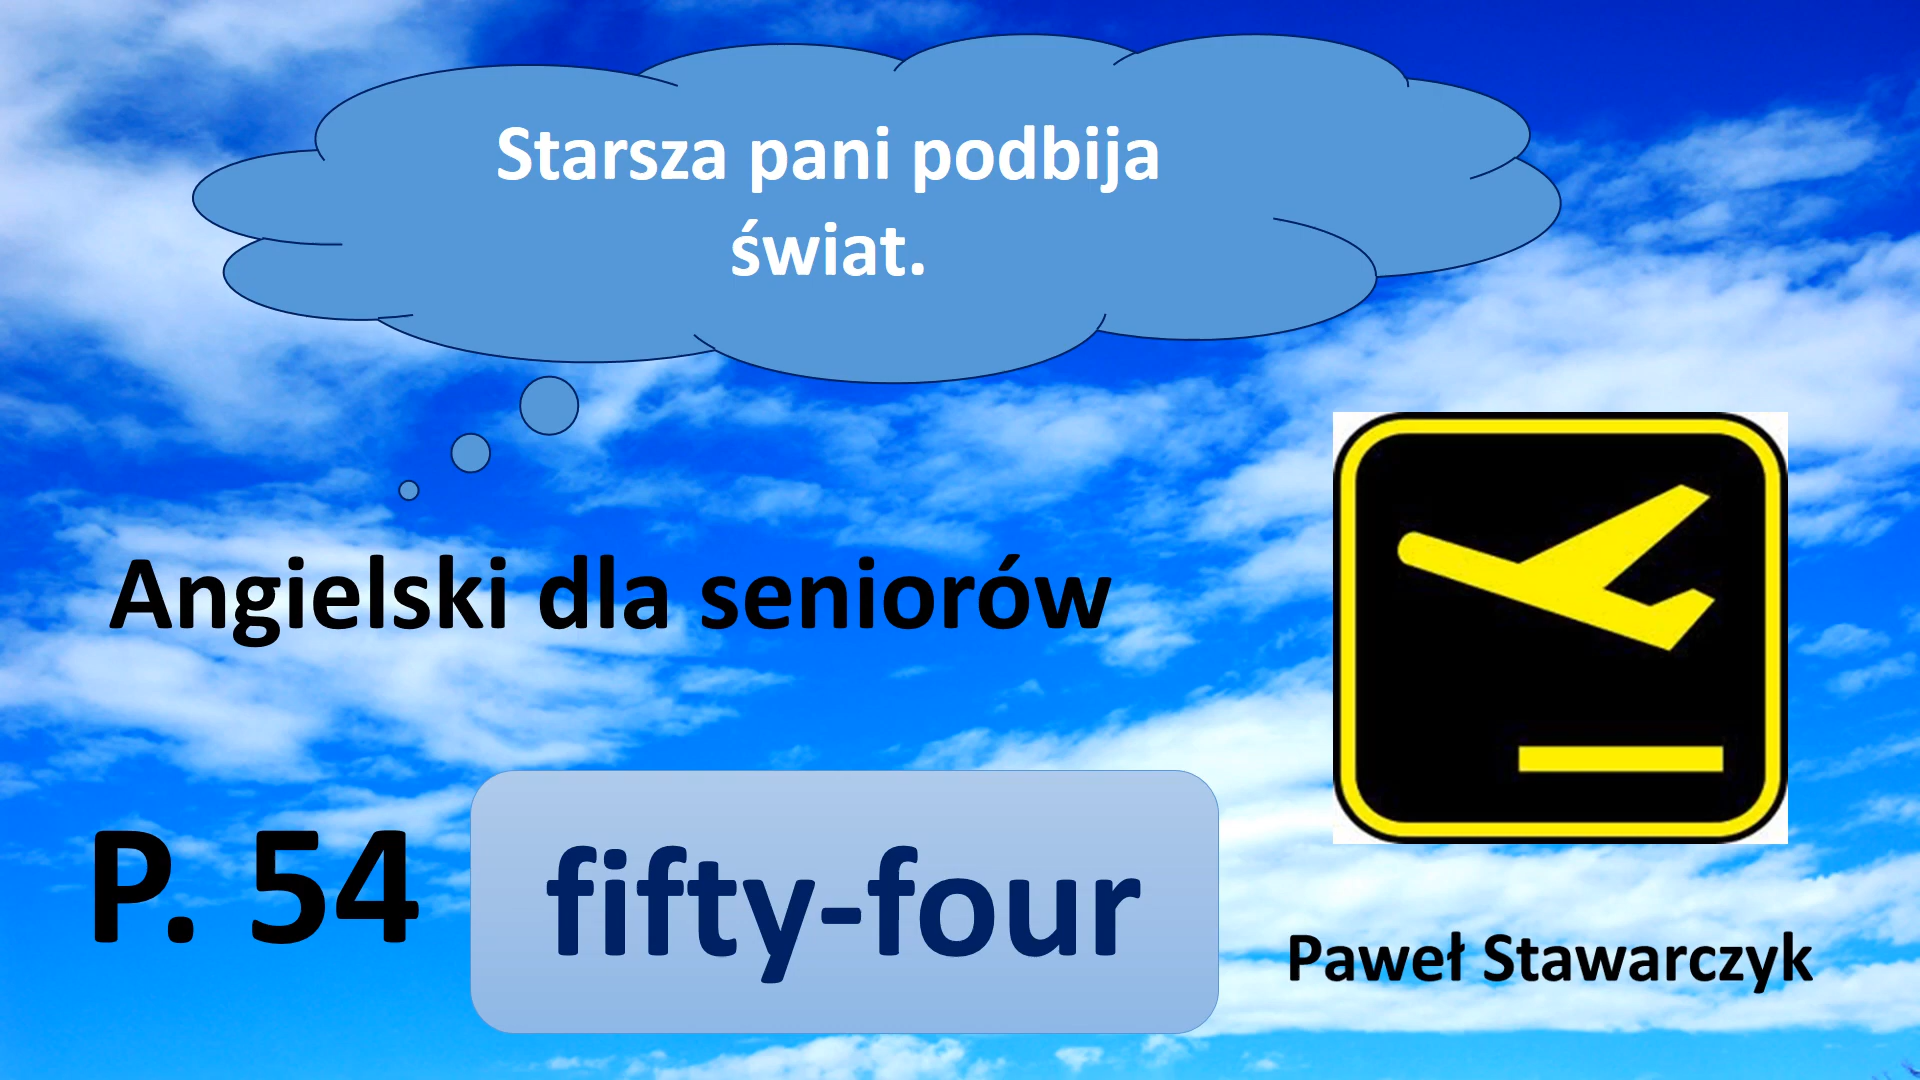 Starsza pani podbija
świat.
Angielski dla seniorów
P. 54
fifty-four
Paweł Stawarczyk